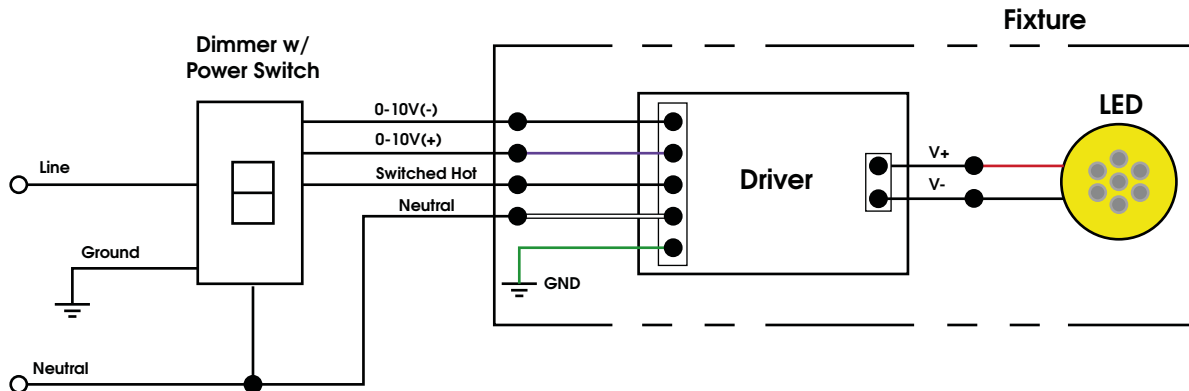 Fixture
Dimmer w/
Power Switch
0-10V(-)
0-10V(+)
Switched Hot
Neutral
Line
Ground
Neutral
Driver
GND
V+
V-
LED